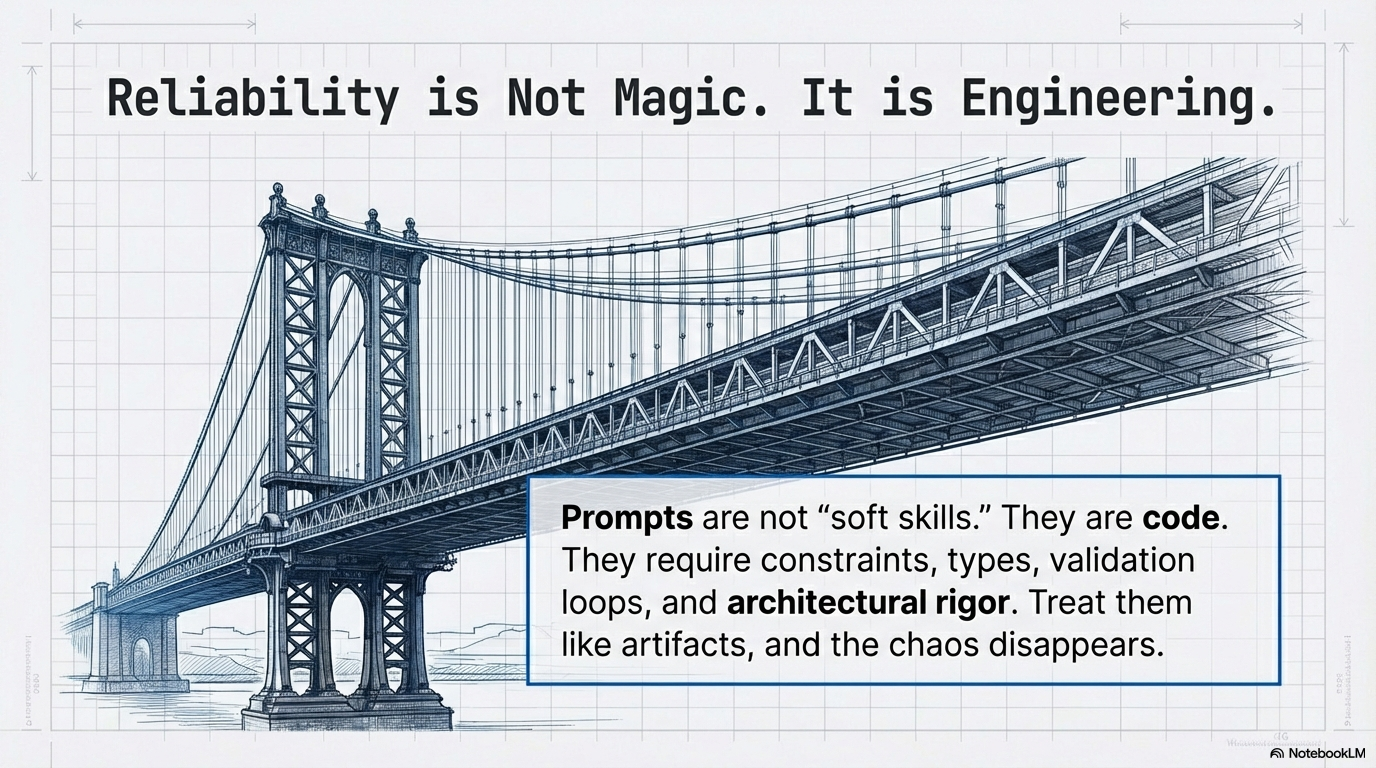 Reliability is Not Magic. It is Engineering.
Prompts are not “soft skills.” They are code.
They require constraints, types, validation
loops, and architectural rigor. Treat them
like artifacts, and the chaos disappears.
NotebookLM